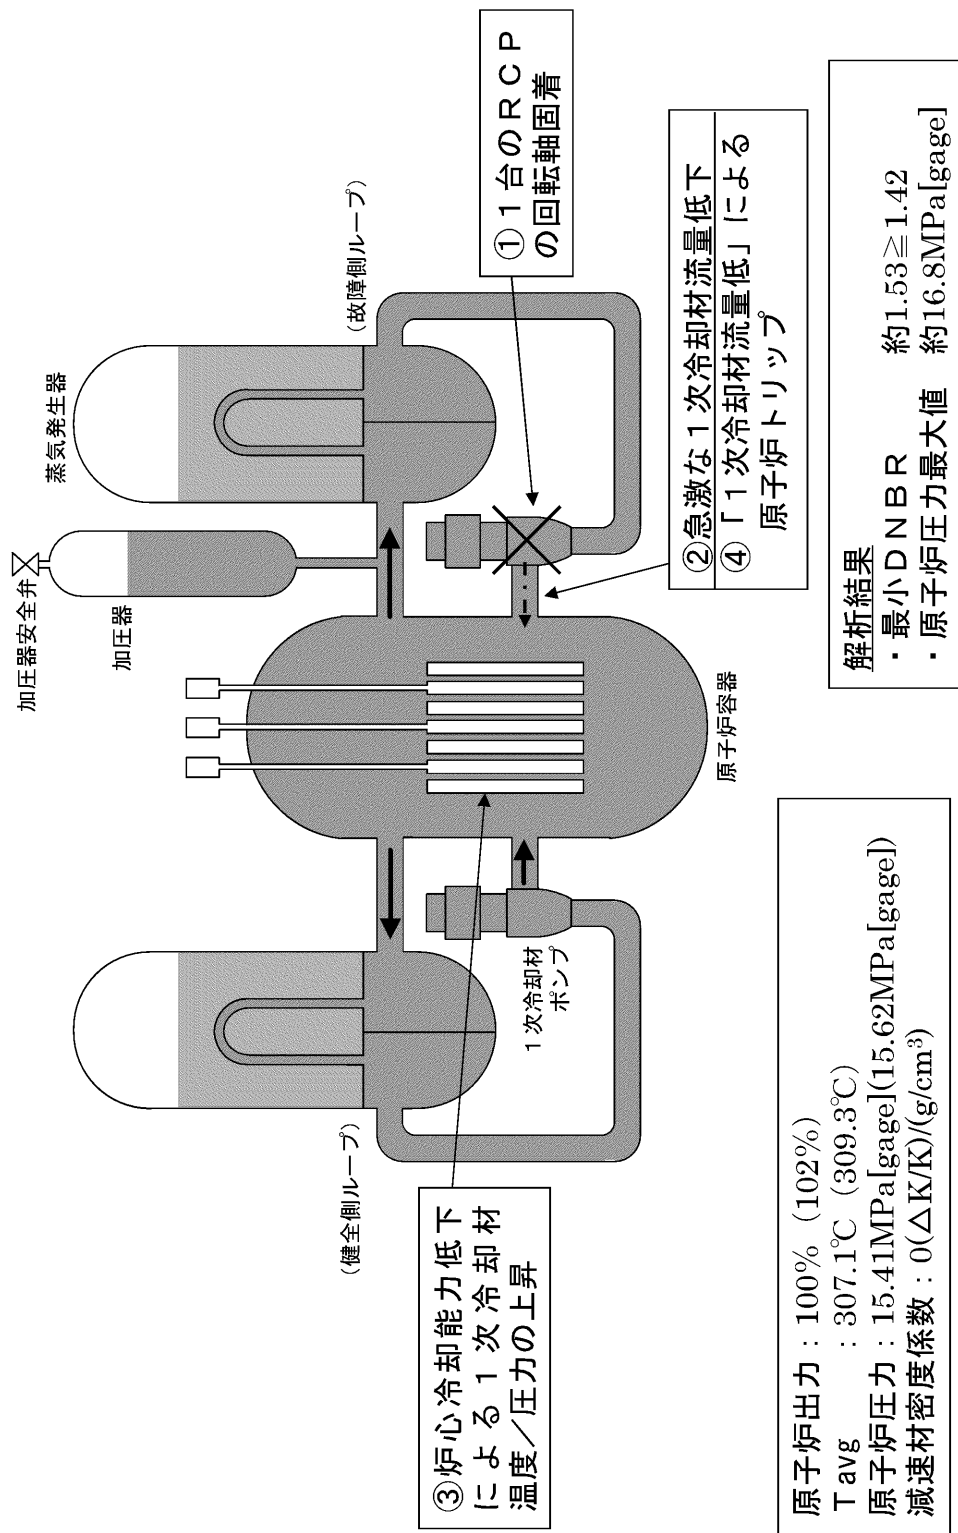 加圧器安全弁
加圧器
蒸気発生器
（故障側ループ）
①１台のＲＣＰ
の回転軸固着
②急激な１次冷却材流量低下
④「１次冷却材流量低」による
原子炉トリップ
（健全側ループ）
１次冷却材
ポンプ
原子炉容器
③炉心冷却能力低下
による１次冷却材
温度／圧力の上昇
原子炉出力：100%（102%）
Tavg　　：307.1℃（309.3℃）
原子炉圧力：15.41MPa[gage](15.62MPa[gage])
減速材密度係数：0(△K/K)/(g/cm³)
解析結果
・最小ＤＮＢＲ　約1.53≧1.42
・原子炉圧力最大値　約16.8MPa[gage]